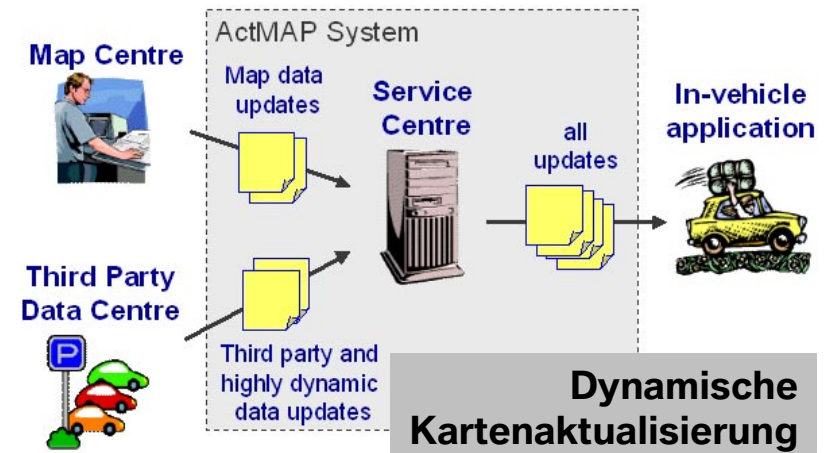 ActMAP System
Map Centre
Map data
updates
Service
Centre
all
updates
In-vehicle
application
Third Party
Data Centre
P
Third party and
highly dynamic
data updates
Dynamische
Kartenaktualisierung